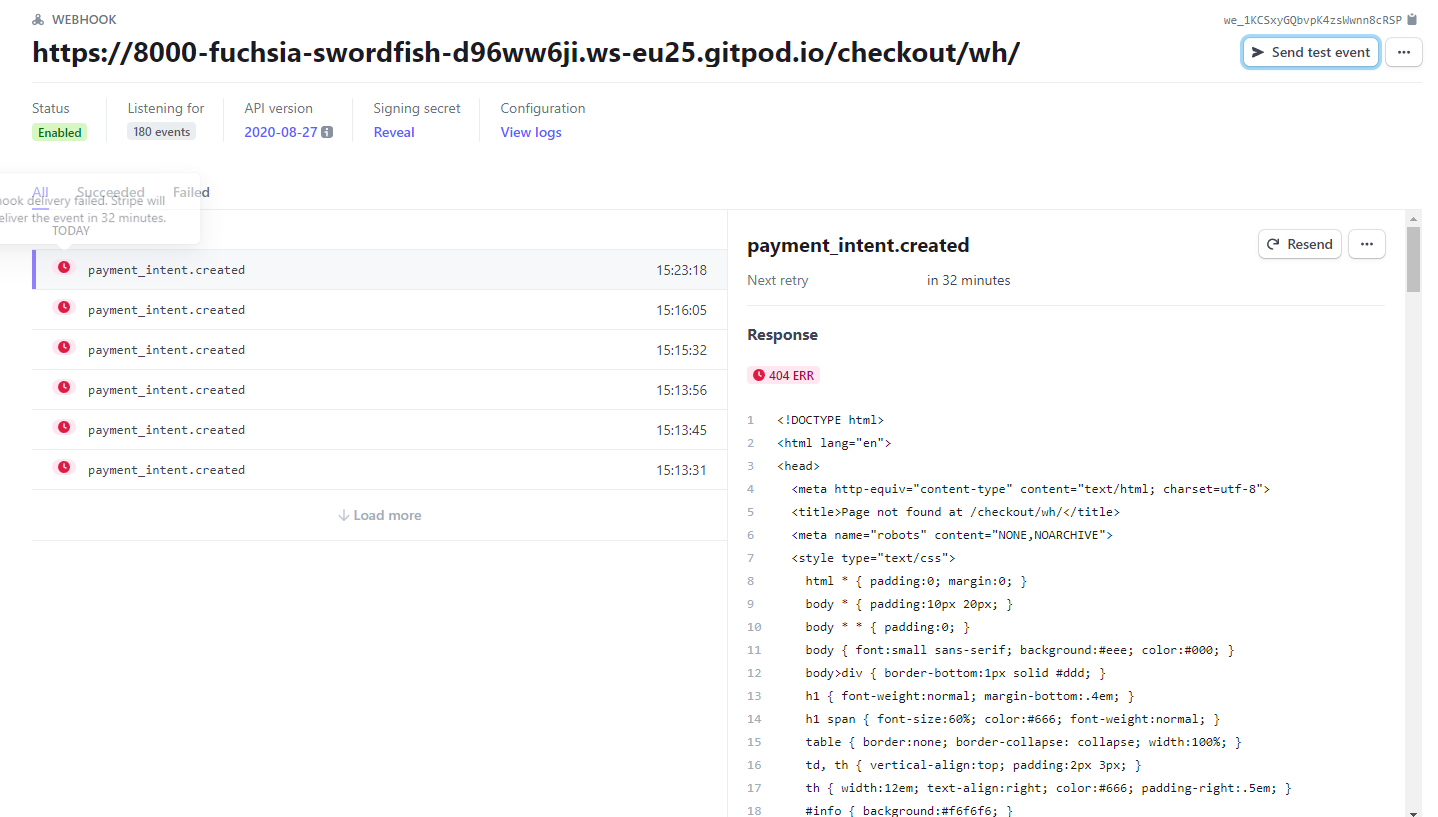 WEBHOOK
we_1KCSxyGQbvpK4zsWwnn8cRSP
https://8000-fuchsia-swordfish-d96ww6ji.ws-eu25.gitpod.io/checkout/wh/
Send test event
Status
Listening for
API version
Signing secret
Configuration
Enabled
180 events
2020-08-27
Reveal
View logs
All
Succeeded
Failed
ook delivery failed. Stripe will
eliver the event in 32 minutes.
TODAY
payment_intent.created 15:23:18
payment_intent.created 15:16:05
payment_intent.created 15:15:32
payment_intent.created 15:13:56
payment_intent.created 15:13:45
payment_intent.created 15:13:31
Load more
payment_intent.created
Resend
Next retry in 32 minutes
Response
404 ERR
1 <!DOCTYPE html>
2 <html lang="en">
3 <head>
4 <meta http-equiv="content-type" content="text/html; charset=utf-8">
5 <title>Page not found at /checkout/wh/</title>
6 <meta name="robots" content="NONE,NOARCHIVE">
7 <style type="text/css">
8 html * { padding:0; margin:0; }
9 body * { padding:10px 20px; }
10 body * * { padding:0; }
11 body { font:small sans-serif; background:#eee; color:#000; }
12 body>div { border-bottom:1px solid #ddd; }
13 h1 { font-weight:normal; margin-bottom:.4em; }
14 h1 span { font-size:60%; color:#666; font-weight:normal; }
15 table { border:none; border-collapse: collapse; width:100%; }
16 td, th { vertical-align:top; padding:2px 3px; }
17 th { width:12em; text-align:right; color:#666; padding-right:.5em; }
18 #info { background:#f6f6f6; }